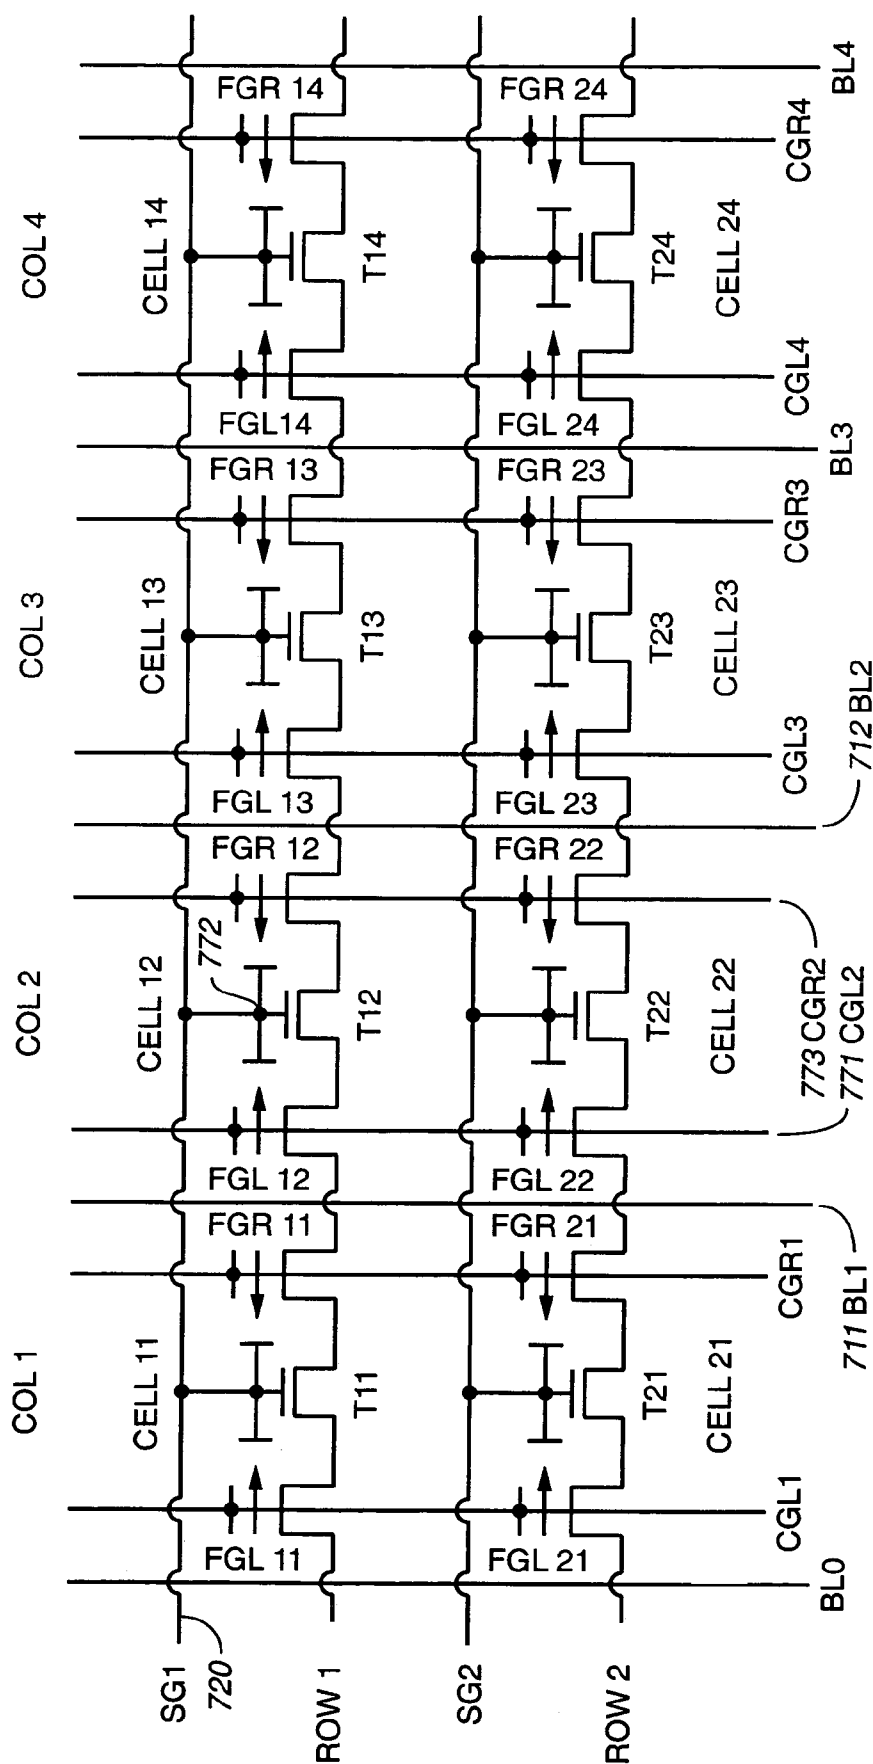 COL 1 COL 2 COL 3 COL 4
CELL 11 CELL 12 CELL 13 CELL 14
SG1
720
772
FGL 11 FGR 11 FGL 12 FGR 12 FGL 13 FGR 13 FGL14 FGR 14
ROW 1
T11 T12 T13 T14
SG2
FGL 21 FGR 21 FGL 22 FGR 22 FGL 23 FGR 23 FGL 24 FGR 24
ROW 2
T21 T22 T23 T24
CELL 21 CELL 22 CELL 23 CELL 24
CGL1 CGR1 773 CGR2 CGL3 CGR3 CGL4 CGR4
BL0 711 BL1 771 CGL2 712 BL2 BL3 BL4